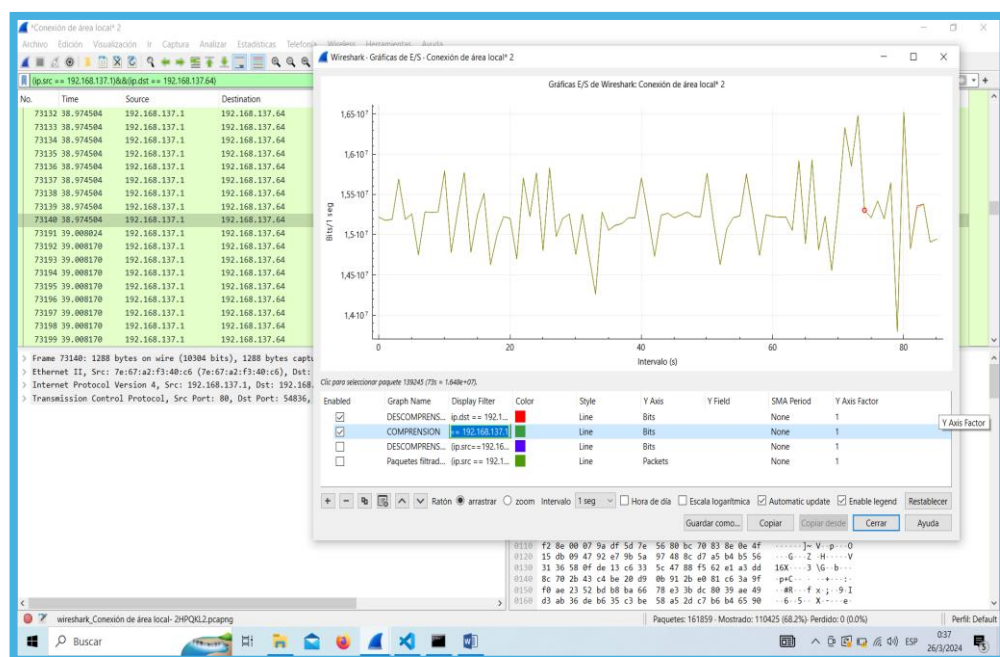 *Conexión de área local* 2
Archivo Edición Visualización Ir Captura Analizar Estadísticas Telefonía Wireless Herramientas Ayuda
(ip.src == 192.168.137.1)&&(ip.dst == 192.168.137.64)
No. Time Source Destination
73132 38.974504 192.168.137.1 192.168.137.64
73133 38.974504 192.168.137.1 192.168.137.64
73134 38.974504 192.168.137.1 192.168.137.64
73135 38.974504 192.168.137.1 192.168.137.64
73136 38.974504 192.168.137.1 192.168.137.64
73137 38.974504 192.168.137.1 192.168.137.64
73138 38.974504 192.168.137.1 192.168.137.64
73139 38.974504 192.168.137.1 192.168.137.64
73140 38.974504 192.168.137.1 192.168.137.64
73191 39.008024 192.168.137.1 192.168.137.64
73192 39.008170 192.168.137.1 192.168.137.64
73193 39.008170 192.168.137.1 192.168.137.64
73194 39.008170 192.168.137.1 192.168.137.64
73195 39.008170 192.168.137.1 192.168.137.64
73196 39.008170 192.168.137.1 192.168.137.64
73197 39.008170 192.168.137.1 192.168.137.64
73198 39.008170 192.168.137.1 192.168.137.64
73199 39.008170 192.168.137.1 192.168.137.64
Frame 73140: 1288 bytes on wire (10304 bits), 1288 bytes captu
Ethernet II, Src: 7e:67:a2:f3:40:c6 (7e:67:a2:f3:40:c6), Dst:
Internet Protocol Version 4, Src: 192.168.137.1, Dst: 192.168.
Transmission Control Protocol, Src Port: 80, Dst Port: 54836,
Wireshark · Gráficas de E/S · Conexión de área local* 2
Gráficas E/S de Wireshark: Conexión de área local* 2
1,65·10⁷
1,6·10⁷
1,55·10⁷
1,5·10⁷
1,45·10⁷
1,4·10⁷
Bits/1 seg
0 20 40 60 80
Intervalo (s)
Clic para seleccionar paquete 139245 (73s = 1.648e+07).
Enabled Graph Name Display Filter Color Style Y Axis Y Field SMA Period Y Axis Factor
DESCOMPRENS... ip.dst == 192.1... Line Bits None 1
COMPRENSION == 192.168.137.1 Line Bits None 1
DESCOMPRENS... (ip.src==192.16... Line Bits None 1
Paquetes filtrad... (ip.src == 192.1... Line Packets None 1
Y Axis Factor
+ − Ratón arrastrar zoom Intervalo 1 seg Hora de día Escala logarítmica Automatic update Enable legend Restablecer
Guardar como... Copiar Copiar desde Cerrar Ayuda
0110 f2 8e 00 07 9a df 5d 7e 56 80 bc 70 83 8e 0e 4f
0120 15 db 09 47 92 e7 9b 5a 97 48 8c d7 a5 b4 b5 56
0130 31 36 58 0f de 13 c6 33 5c 47 88 f5 62 e1 a3 dd
0140 8c 70 2b 43 c4 be 20 d9 0b 91 2b e0 81 c6 3a 9f
0150 f0 ae 23 52 bd b8 ba 66 78 e3 3b dc 80 39 ae 49
0160 d3 ab 36 de b6 35 c3 be 58 a5 2d c7 b6 b4 65 90
wireshark_Conexión de área local- 2HPQKL2.pcapng Paquetes: 161859 · Mostrado: 110425 (68.2%)· Perdido: 0 (0.0%) Perfil: Default
Buscar
ESP
0:37
26/3/2024